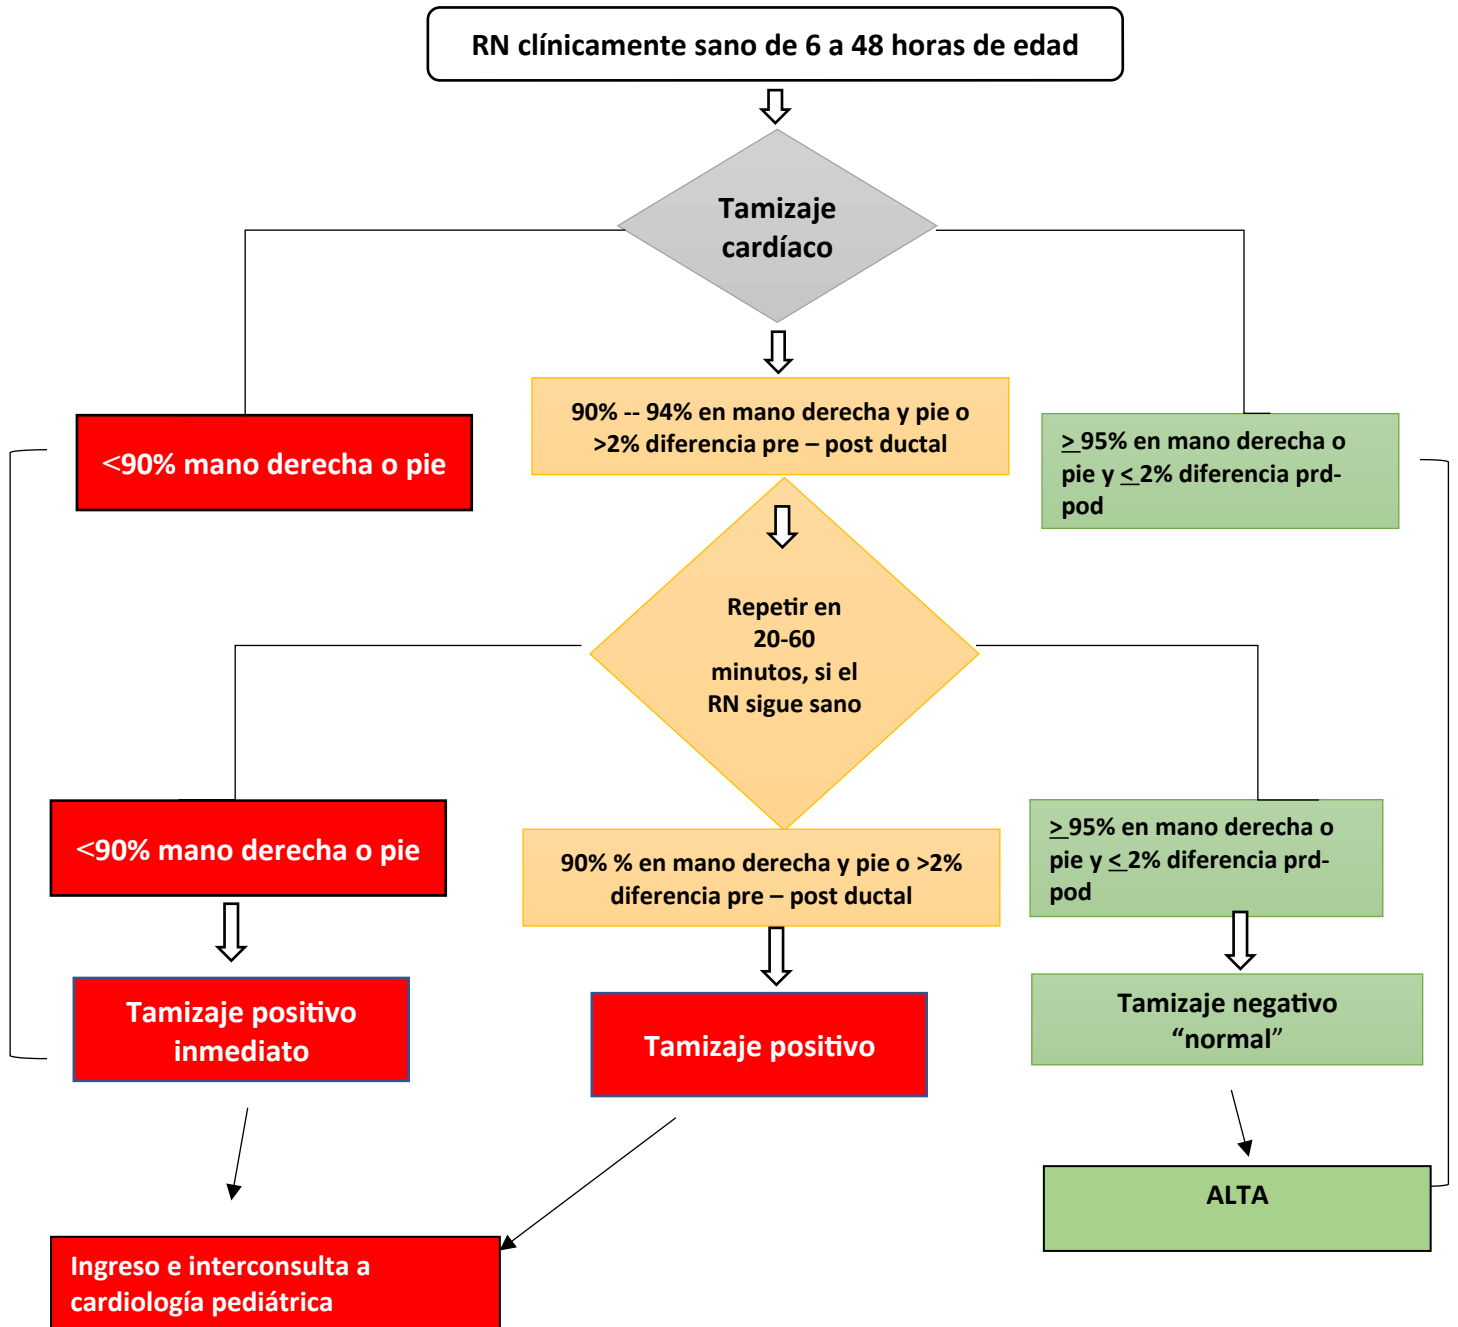 RN clínicamente sano de 6 a 48 horas de edad
Tamizaje
cardíaco
<90% mano derecha o pie
90% -- 94% en mano derecha y pie o
>2% diferencia pre – post ductal
≥ 95% en mano derecha o
pie y ≤ 2% diferencia prd-
pod
Repetir en
20-60
minutos, si el
RN sigue sano
<90% mano derecha o pie
90% % en mano derecha y pie o >2%
diferencia pre – post ductal
≥ 95% en mano derecha o
pie y ≤ 2% diferencia prd-
pod
Tamizaje positivo
inmediato
Tamizaje positivo
Tamizaje negativo
“normal”
ALTA
Ingreso e interconsulta a
cardiología pediátrica